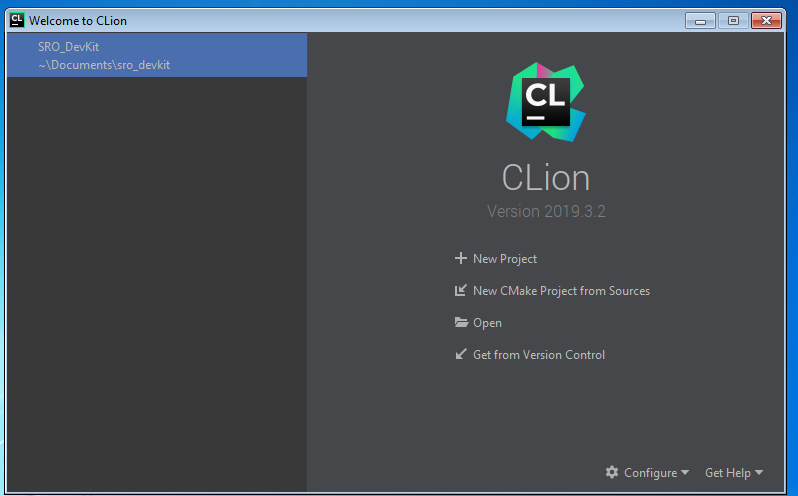 CL Welcome to CLion
SRO_DevKit
~\Documents\sro_devkit
CL
CLion
Version 2019.3.2
New Project
New CMake Project from Sources
Open
Get from Version Control
Configure
Get Help